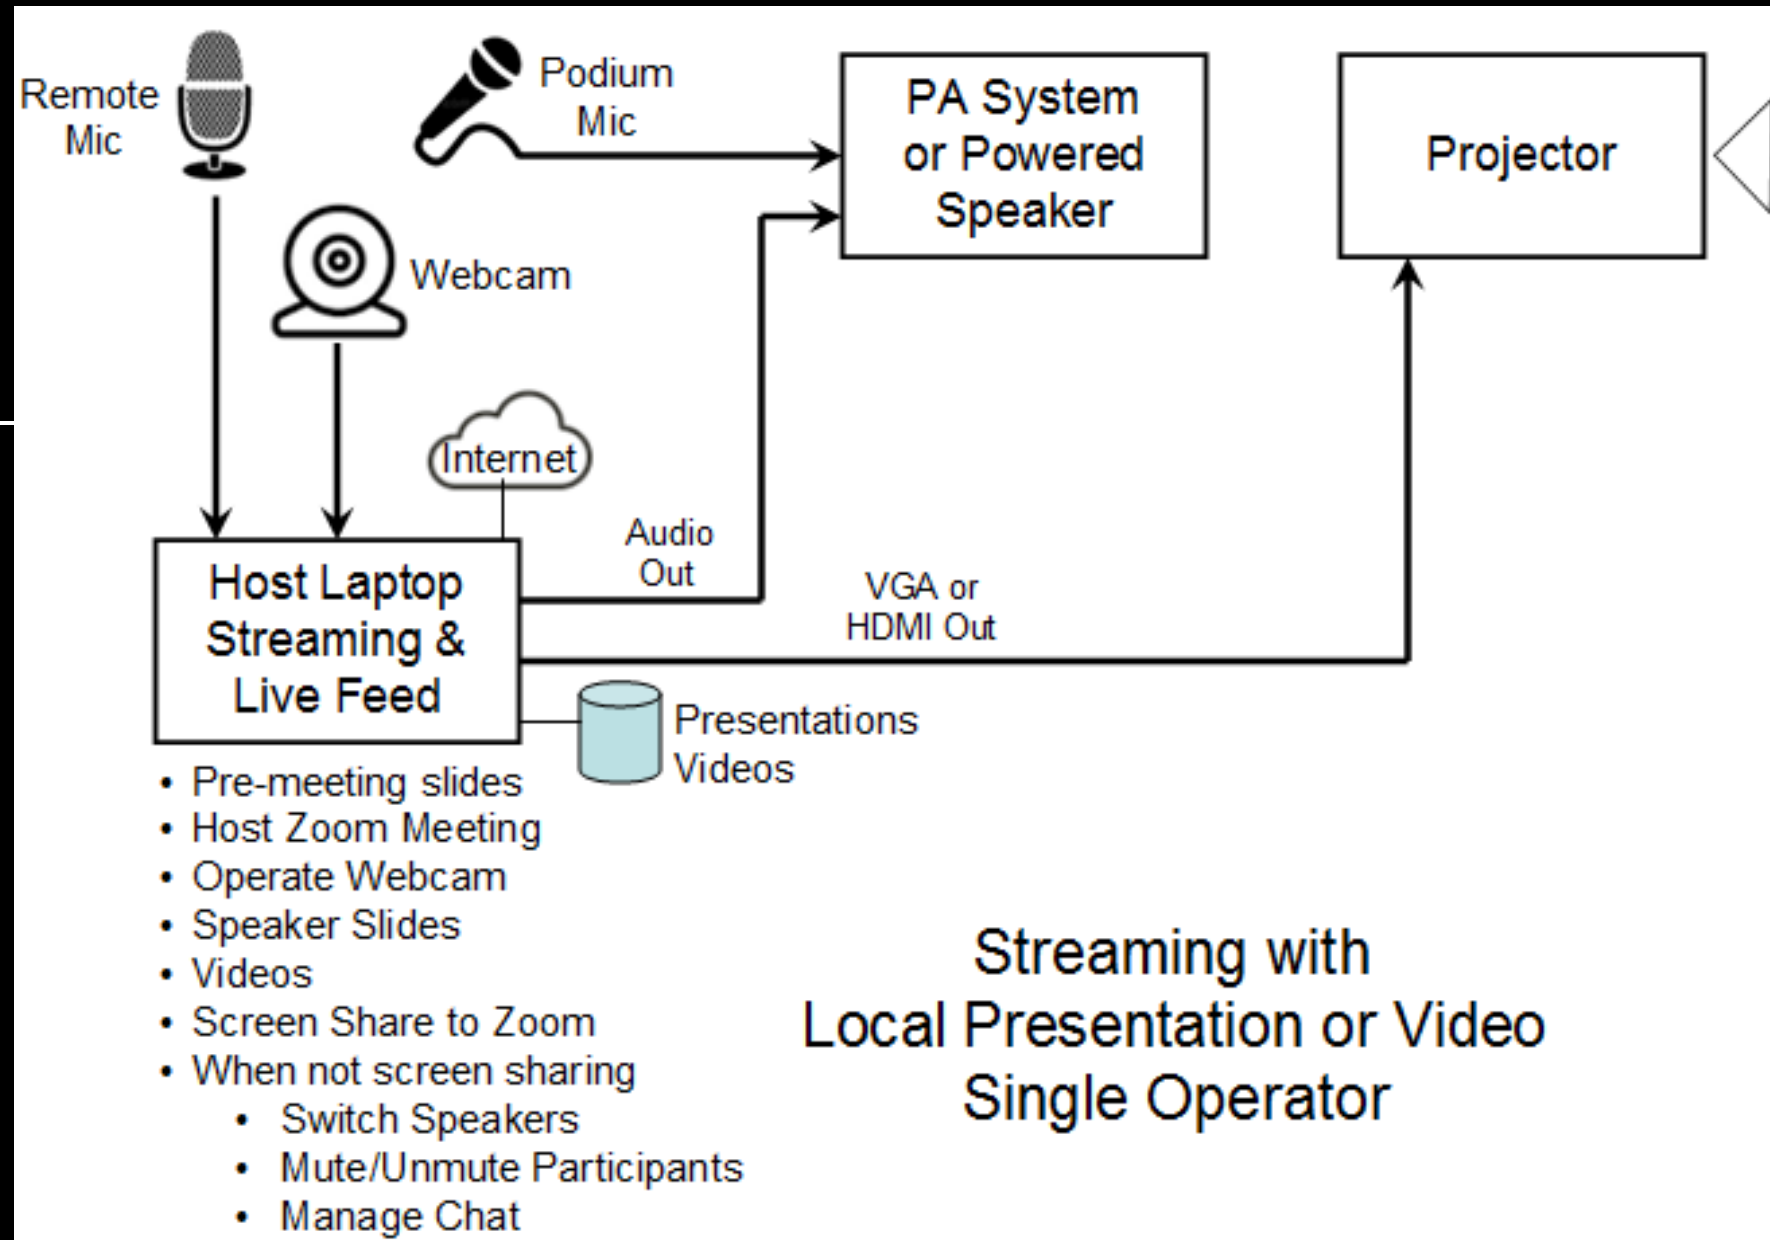 Remote
Mic
Podium
Mic
PA System
or Powered
Speaker
Projector
Webcam
Internet
Audio
Out
VGA or
HDMI Out
Host Laptop
Streaming &
Live Feed
Presentations
Videos
• Pre-meeting slides
• Host Zoom Meeting
• Operate Webcam
• Speaker Slides
• Videos
• Screen Share to Zoom
• When not screen sharing
• Switch Speakers
• Mute/Unmute Participants
• Manage Chat
Streaming with
Local Presentation or Video
Single Operator